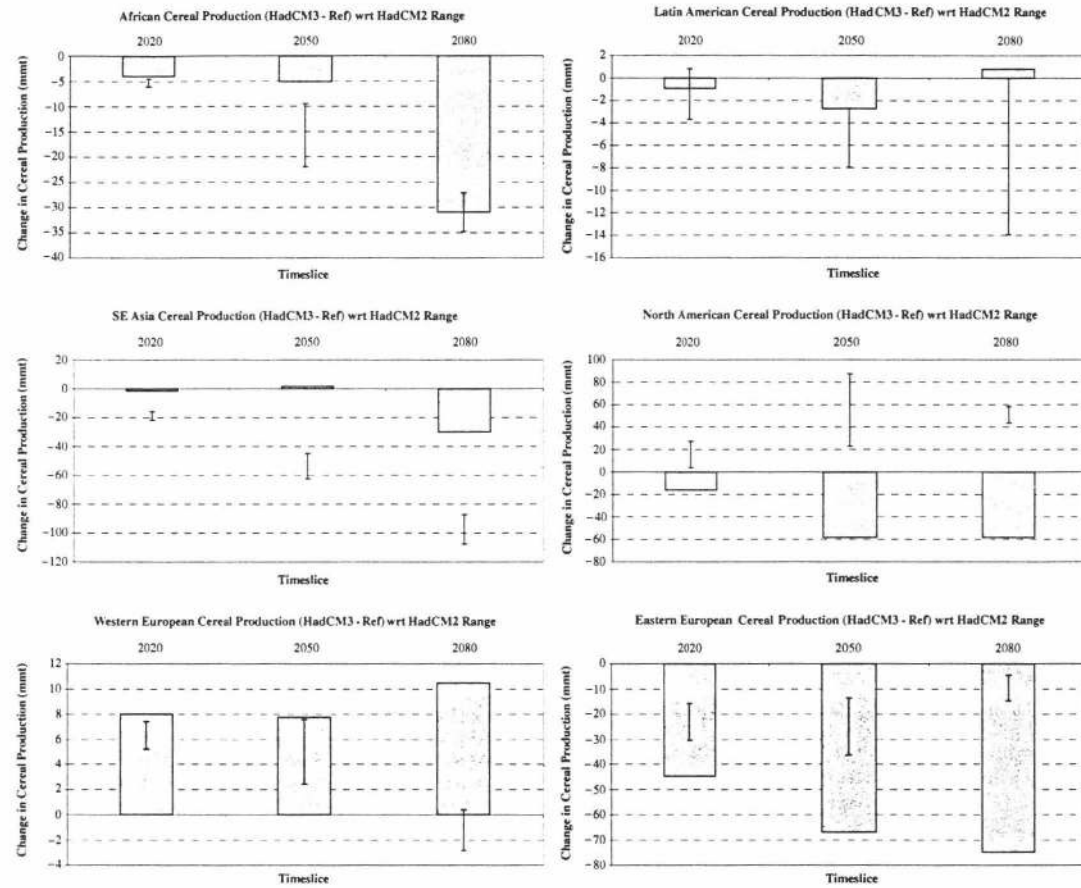 African Cereal Production (HadCM3 - Ref) wrt HadCM2 Range
2020 2050 2080
0
-5
-10
-15
-20
-25
-30
-35
-40
Change in Cereal Production (mmt)
Timeslice
Latin American Cereal Production (HadCM3 - Ref) wrt HadCM2 Range
2020 2050 2080
2
0
-2
-4
-6
-8
-10
-12
-14
-16
Change in Cereal Production (mmt)
Timeslice
SE Asia Cereal Production (HadCM3 - Ref) wrt HadCM2 Range
2020 2050 2080
20
0
-20
-40
-60
-80
-100
-120
Change in Cereal Production (mmt)
Timeslice
North American Cereal Production (HadCM3 - Ref) wrt HadCM2 Range
2020 2050 2080
100
80
60
40
20
0
-20
-40
-60
-80
Change in Cereal Production (mmt)
Timeslice
Western European Cereal Production (HadCM3 - Ref) wrt HadCM2 Range
2020 2050 2080
12
10
8
6
4
2
0
-2
-4
Change in Cereal Production (mmt)
Timeslice
Eastern European Cereal Production (HadCM3 - Ref) wrt HadCM2 Range
2020 2050 2080
0
-10
-20
-30
-40
-50
-60
-70
-80
Change in Cereal Production (mmt)
Timeslice